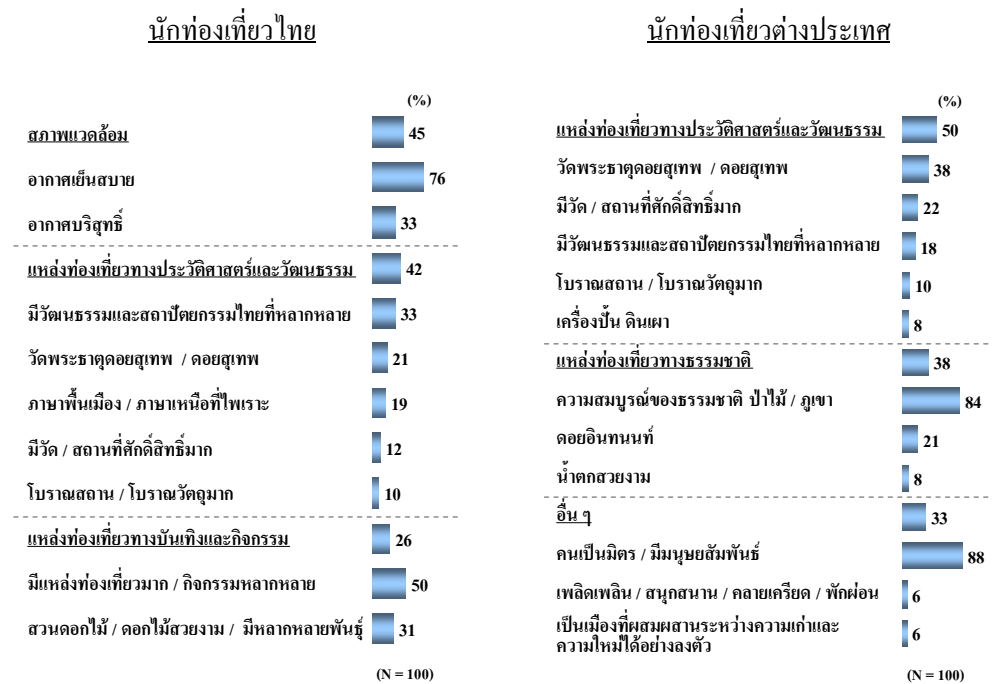 นักท่องเที่ยวไทย
(%)
สภาพแวดล้อม 45
อากาศเย็นสบาย 76
อากาศบริสุทธิ์ 33
แหล่งท่องเที่ยวทางประวัติศาสตร์และวัฒนธรรม 42
มีวัฒนธรรมและสถาปัตยกรรมไทยที่หลากหลาย 33
วัดพระธาตุดอยสุเทพ / ดอยสุเทพ 21
ภาษาพื้นเมือง / ภาษาเหนือที่ไพเราะ 19
มีวัด / สถานที่ศักดิ์สิทธิ์มาก 12
โบราณสถาน / โบราณวัตถุมาก 10
แหล่งท่องเที่ยวทางบันเทิงและกิจกรรม 26
มีแหล่งท่องเที่ยวมาก / กิจกรรมหลากหลาย 50
สวนดอกไม้ / ดอกไม้สวยงาม / มีหลากหลายพันธุ์ 31
(N = 100)
นักท่องเที่ยวต่างประเทศ
(%)
แหล่งท่องเที่ยวทางประวัติศาสตร์และวัฒนธรรม 50
วัดพระธาตุดอยสุเทพ / ดอยสุเทพ 38
มีวัด / สถานที่ศักดิ์สิทธิ์มาก 22
มีวัฒนธรรมและสถาปัตยกรรมไทยที่หลากหลาย 18
โบราณสถาน / โบราณวัตถุมาก 10
เครื่องปั้น ดินเผา 8
แหล่งท่องเที่ยวทางธรรมชาติ 38
ความสมบูรณ์ของธรรมชาติ ป่าไม้ / ภูเขา 84
ดอยอินทนนท์ 21
น้ำตกสวยงาม 8
อื่น ๆ 33
คนเป็นมิตร / มีมนุษยสัมพันธ์ 88
เพลิดเพลิน / สนุกสนาน / คลายเครียด / พักผ่อน 6
เป็นเมืองที่ผสมผสานระหว่างความเก่าและ 6
ความใหม่ได้อย่างลงตัว
(N = 100)